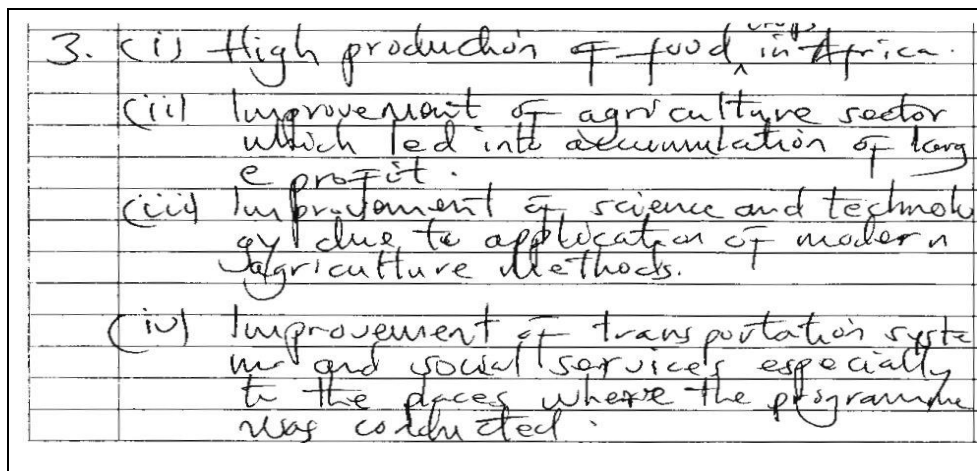 3. (i) High production of food crops in Africa.
(ii) Improvement of agriculture sector
which led into accumulation of larg
e profit.
(iii) Improvement of science and technolo
gy due to application of modern
agriculture Methods.
(iv) Improvement of transportation syste
m and social services especially
to the places where the programme
was conducted.